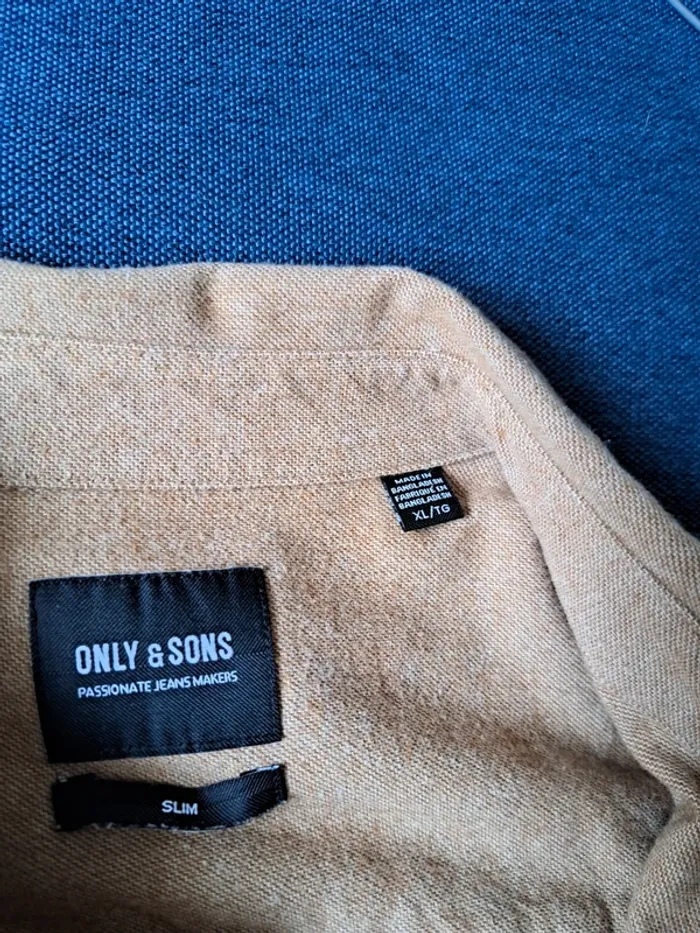 MADE IN
BANGLADESH
FABRIQUÉ EN
BANGLADESH
XL/TG
ONLY & SONS
PASSIONATE JEANS MAKERS
SLIM